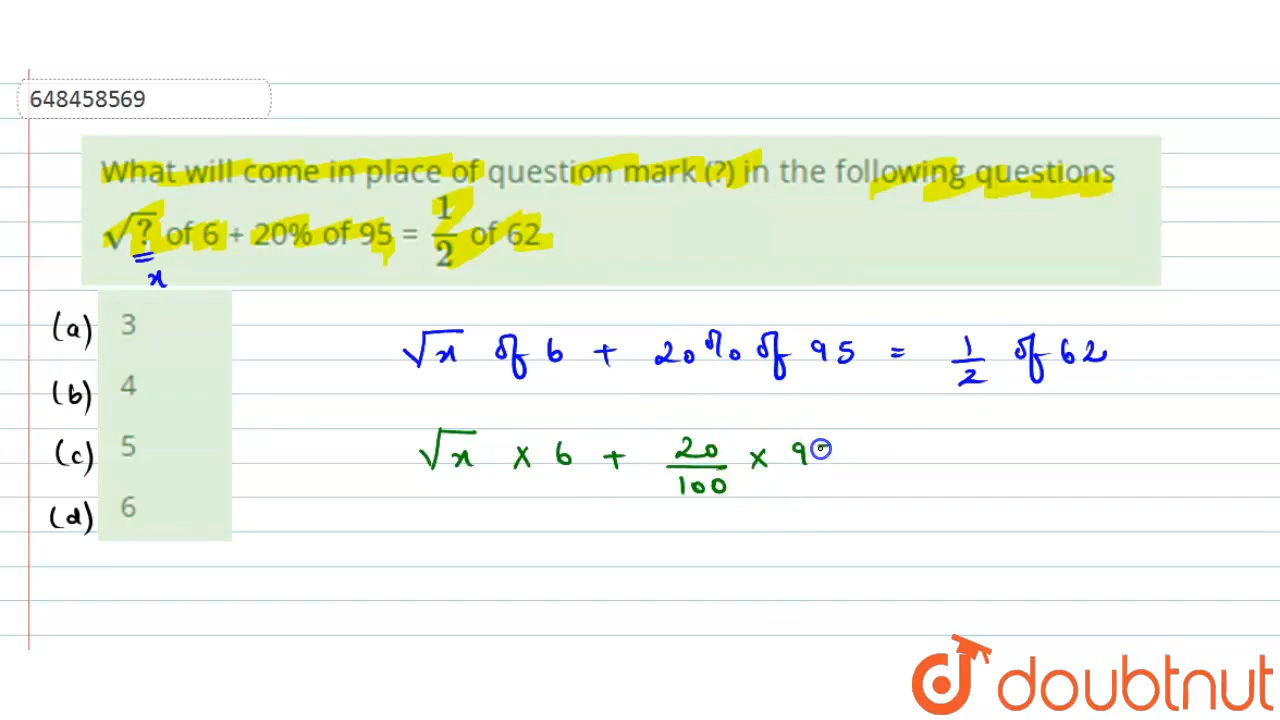 648458569
What will come in place of question mark (?) in the following questions
√? of 6 + 20% of 95 = 1/2 of 62
x
(a) 3
(b) 4
(c) 5
(d) 6
√x of 6 + 20% of 95 = 1/2 of 62
√x × 6 + 20/100 × 9
doubtnut